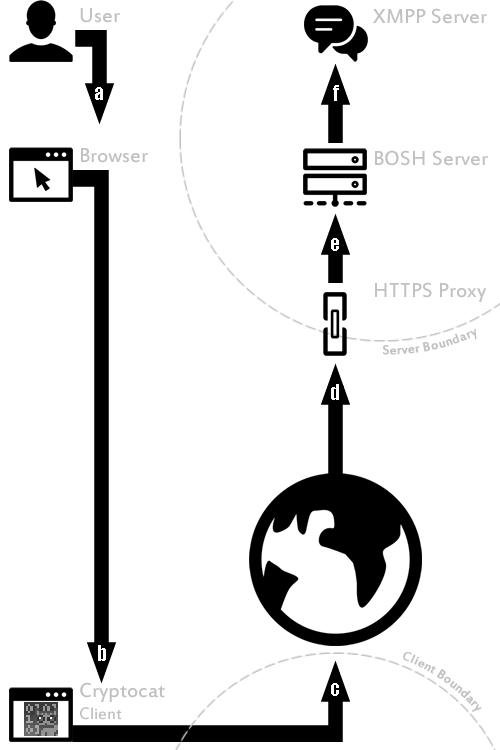 User
a
Browser
b
Cryptocat
Client
c
Client Boundary
d
Server Boundary
HTTPS Proxy
e
BOSH Server
f
XMPP Server